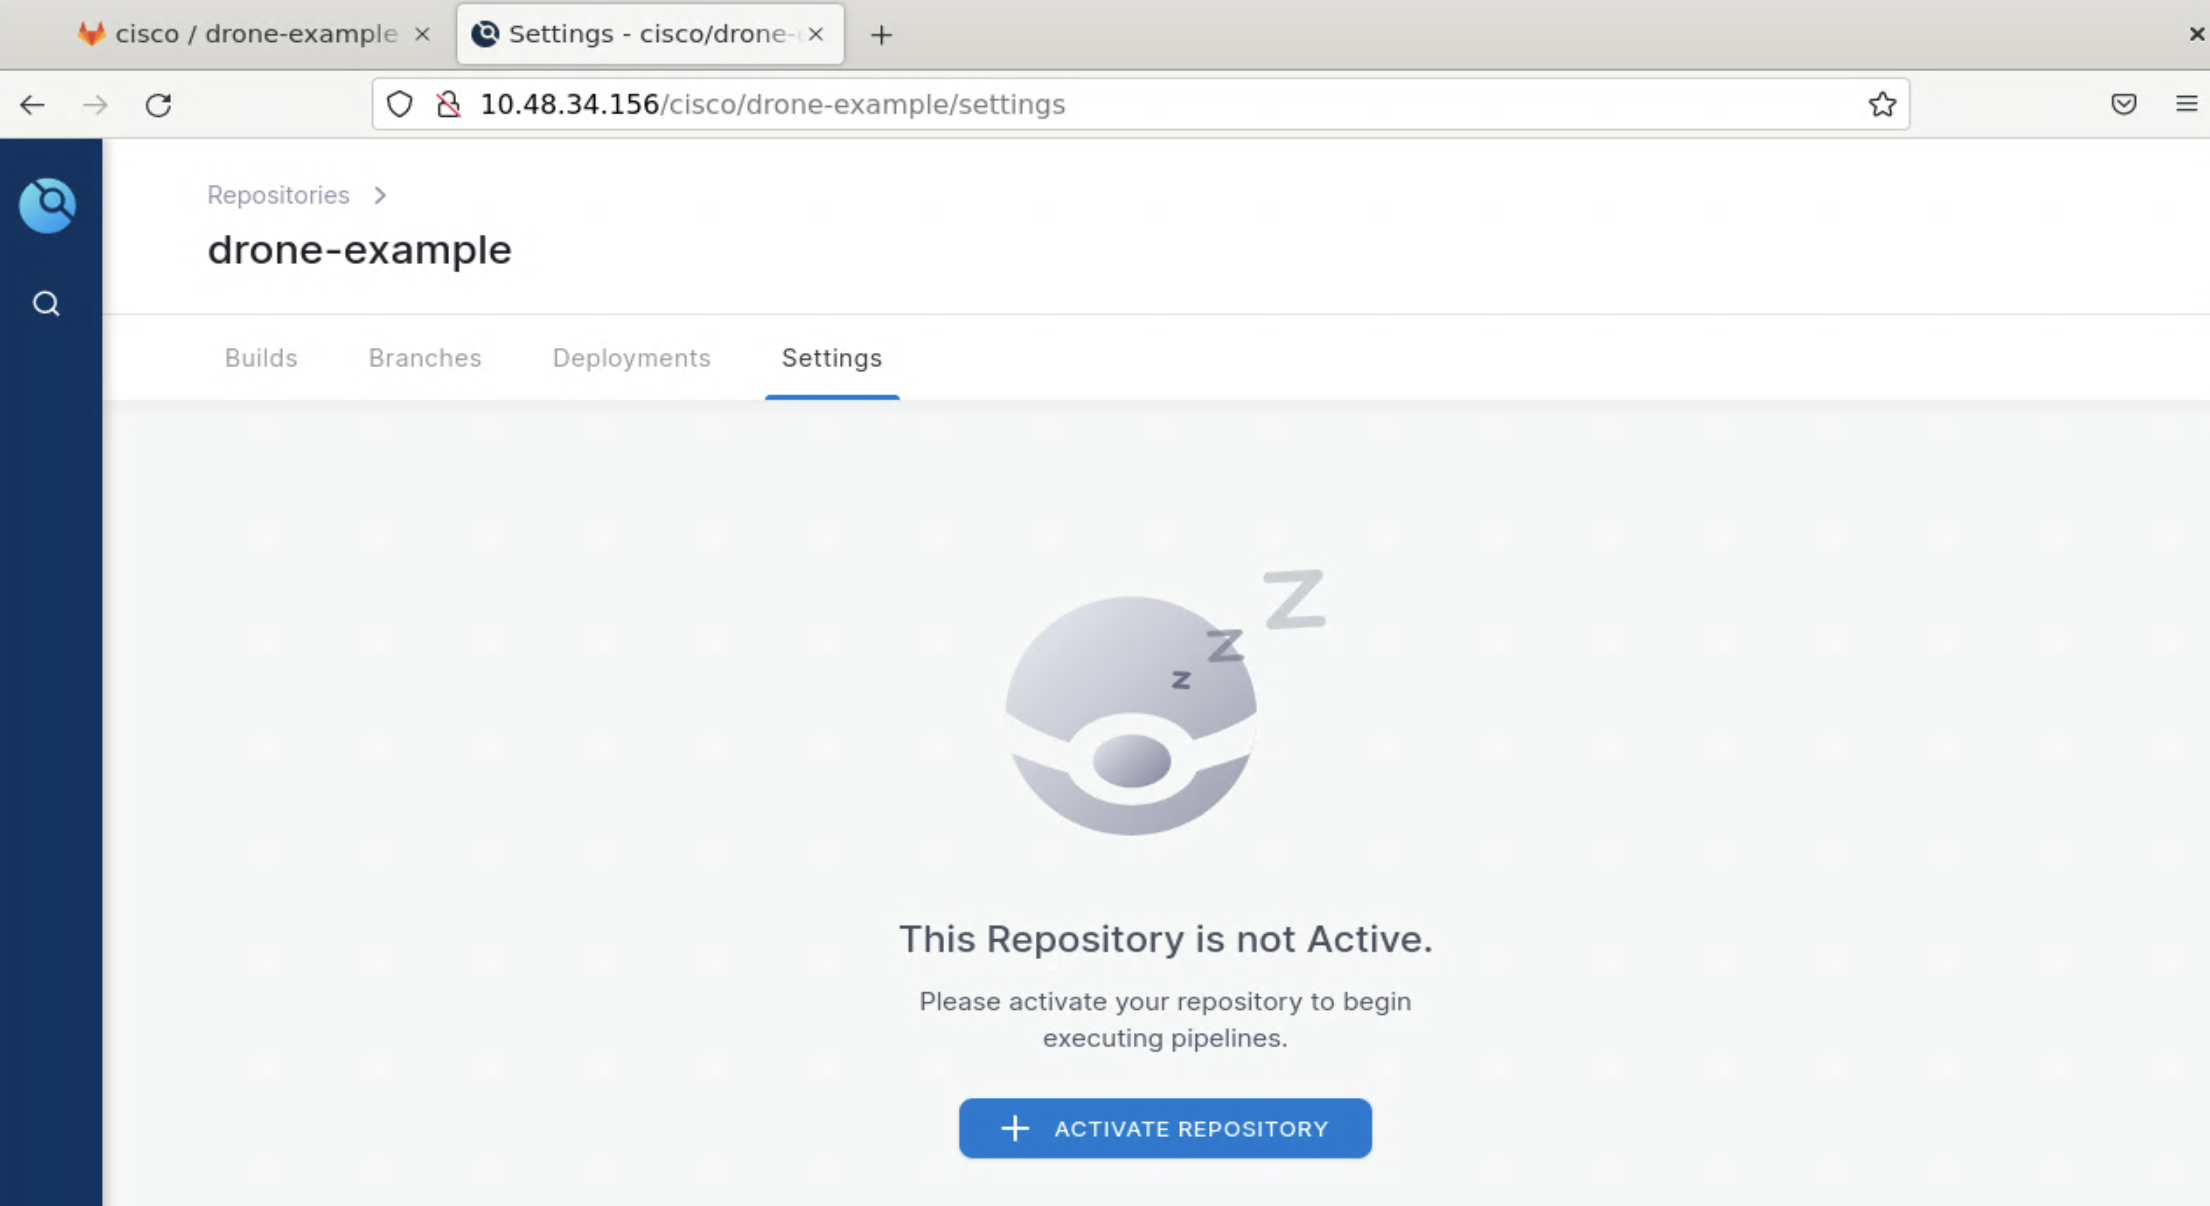 cisco / drone-example
Settings - cisco/drone-
10.48.34.156/cisco/drone-example/settings
Repositories
drone-example
Builds Branches Deployments Settings
z z Z
This Repository is not Active.
Please activate your repository to begin
executing pipelines.
ACTIVATE REPOSITORY